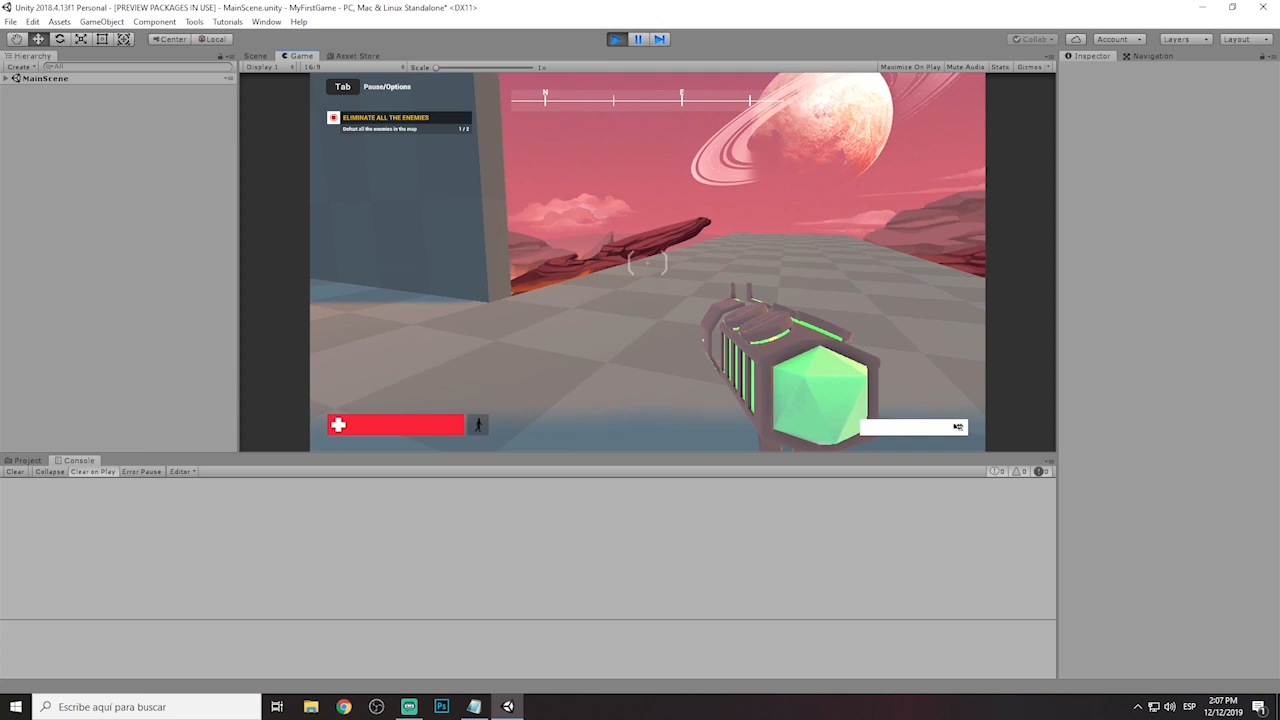 Unity 2018.4.13f1 Personal - [PREVIEW PACKAGES IN USE] - MainScene.unity - MyFirstGame - PC, Mac & Linux Standalone* <DX11>
File Edit Assets GameObject Component Tools Tutorials Window Help
Center Local Collab Account Layers Layout
Hierarchy Scene Game Asset Store Inspector Navigation
Create All Display 1 16:9 Scale 1x Maximize On Play Mute Audio Stats Gizmos
MainScene
Tab Pause/Options
N E
ELIMINATE ALL THE ENEMIES
Defeat all the enemies in the map 1 / 2
Project Console
Clear Collapse Clear on Play Error Pause Editor 0 0 0
Escribe aquí para buscar
Ps
ESP
2:07 PM
12/12/2019
1